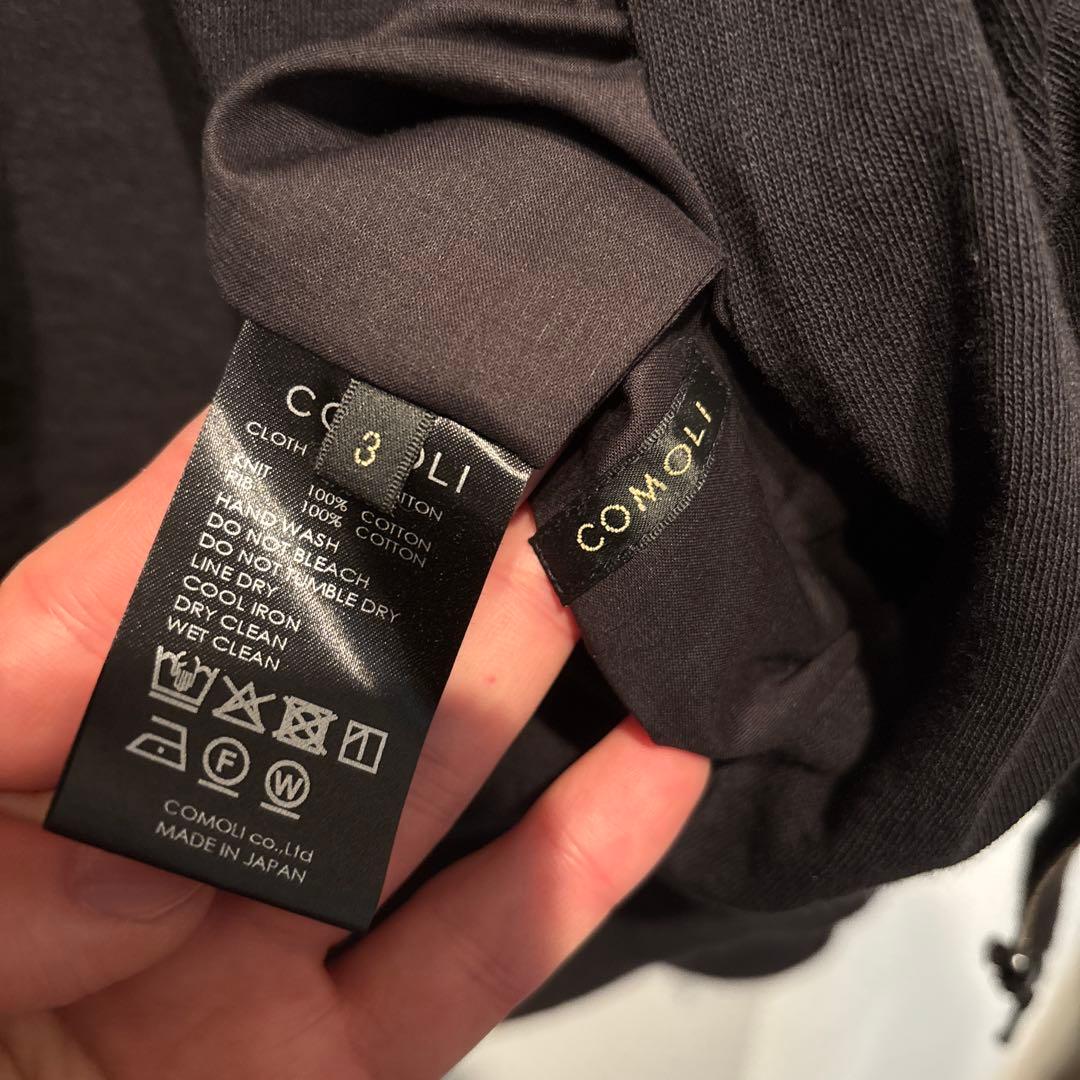 COMOLI
3
CLOTH
KNIT 100% COTTON
RIB 100% COTTON
HAND WASH
DO NOT BLEACH
DO NOT TUMBLE DRY
LINE DRY
COOL IRON
DRY CLEAN
WET CLEAN
F W
COMOLI co.,Ltd
MADE IN JAPAN
COMOLI